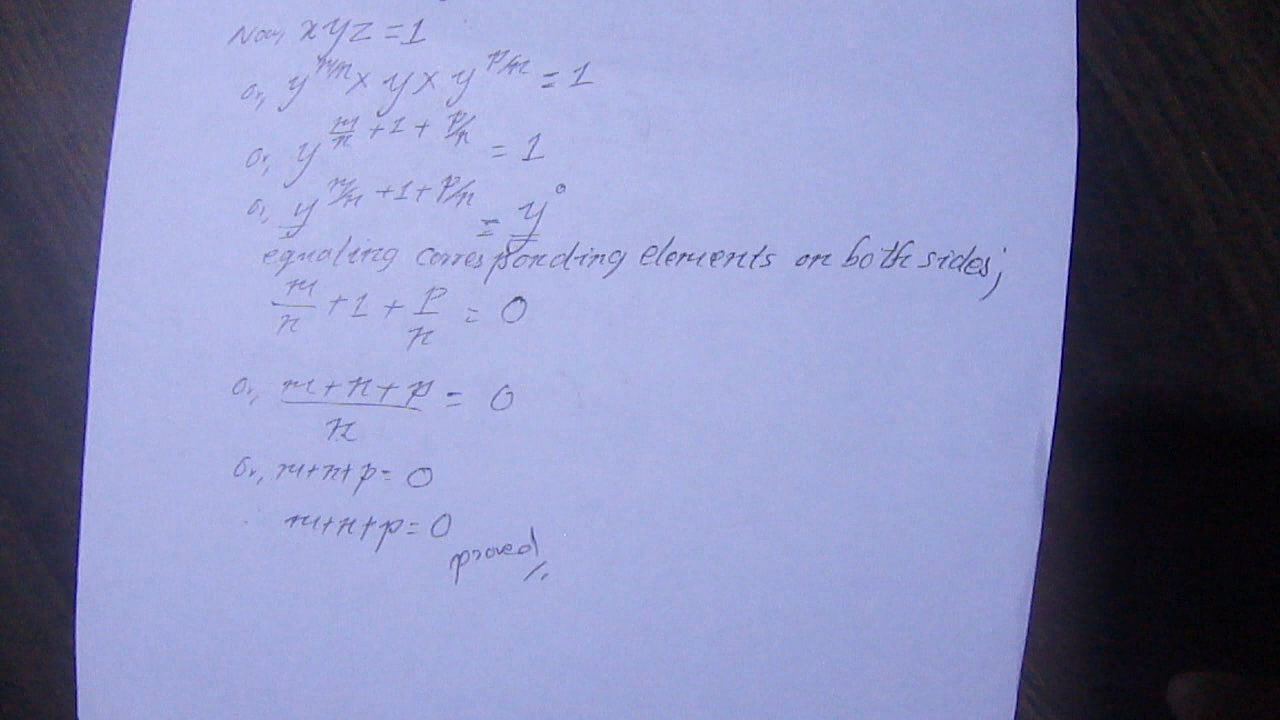 Now, xyz = 1
or, y^m/n × y × y^p/n = 1
or, y^m/n + 1 + p/n = 1
or, y^m/n + 1 + p/n = y^0
equaling corresponding elements on both sides;
m/n + 1 + p/n = 0
or, m+n+p/n = 0
or, m+n+p = 0
m+n+p = 0
proved